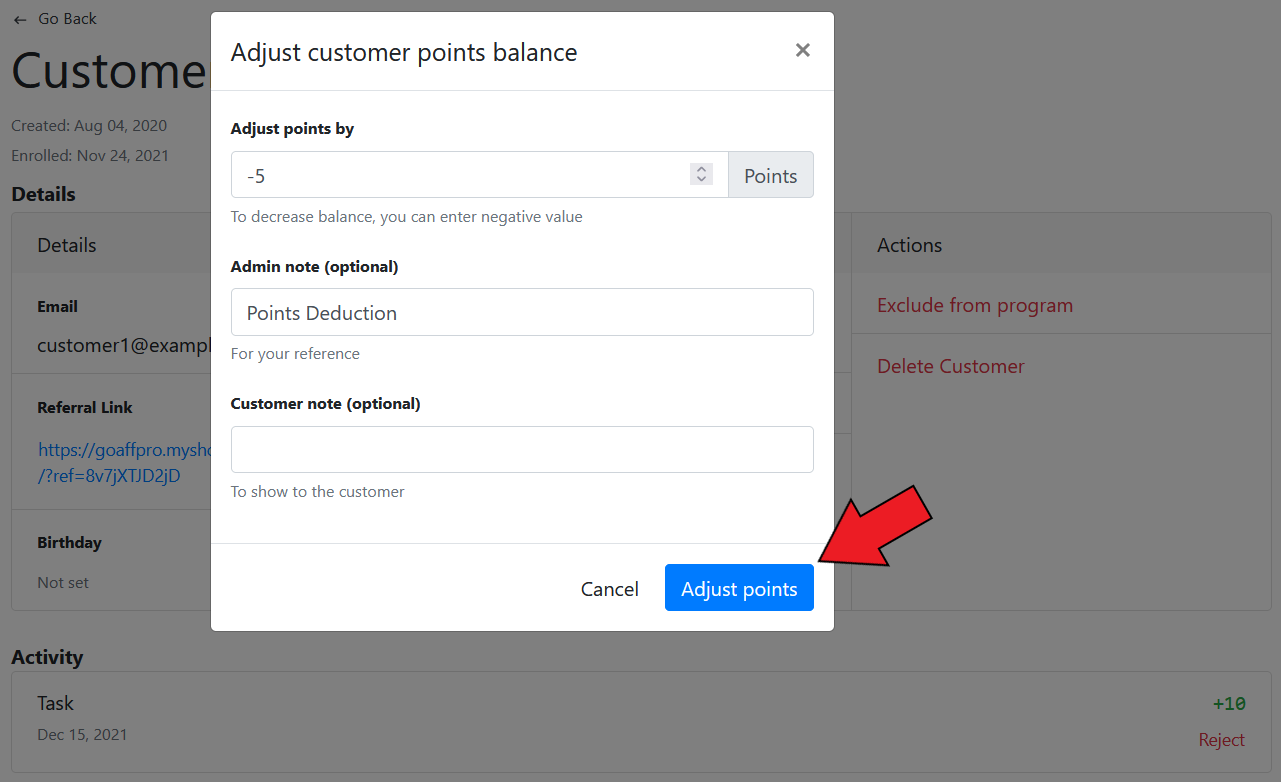 ← Go Back
Custome
Created: Aug 04, 2020
Enrolled: Nov 24, 2021
Details
Details
Email
customer1@exampl
Referral Link
https://goaffpro.mysho
/?ref=8v7jXTJD2jD
Birthday
Not set
Adjust customer points balance
×
Adjust points by
-5
Points
To decrease balance, you can enter negative value
Admin note (optional)
Points Deduction
For your reference
Customer note (optional)
To show to the customer
Cancel
Adjust points
Actions
Exclude from program
Delete Customer
Activity
Task
+10
Dec 15, 2021
Reject